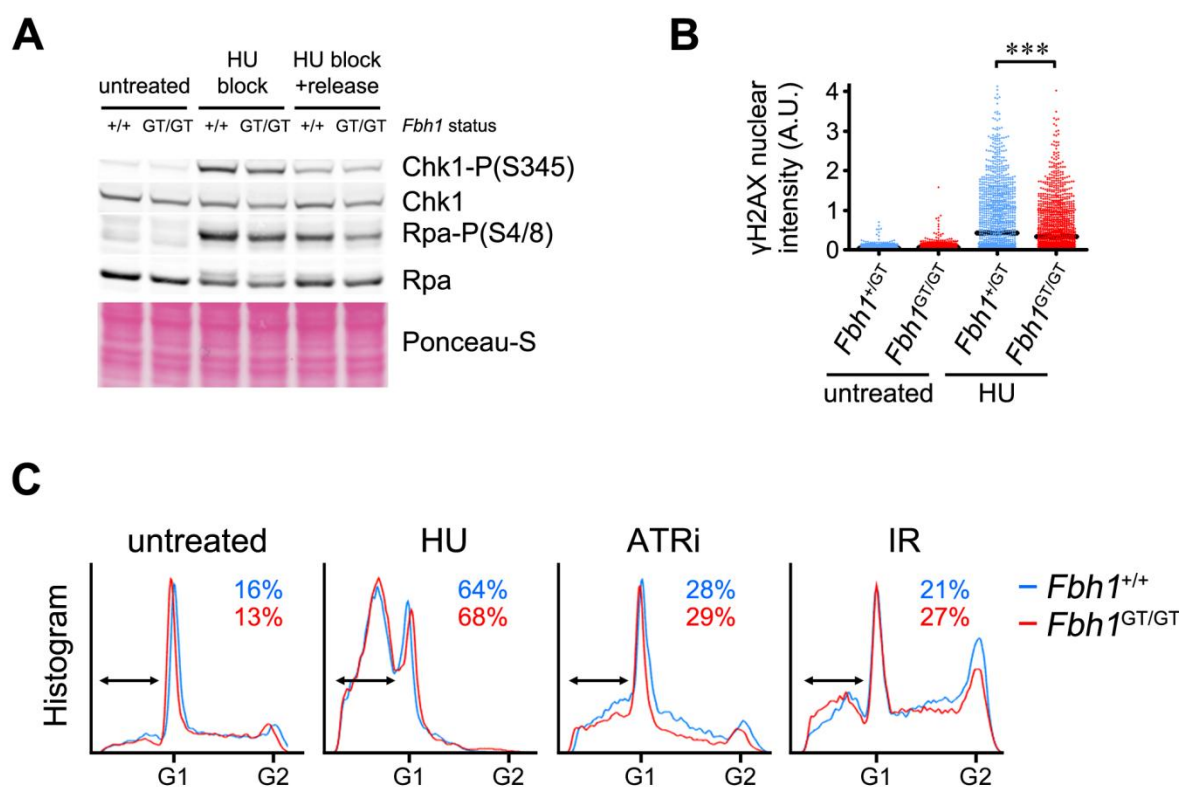 A
untreated
HU
block
HU block
+release
+/+ GT/GT +/+ GT/GT +/+ GT/GT Fbh1 status
Chk1-P(S345)
Chk1
Rpa-P(S4/8)
Rpa
Ponceau-S
B
***
γH2AX nuclear
intensity (A.U.)
4
3
2
1
0
Fbh1+/GT
Fbh1GT/GT
Fbh1+/GT
Fbh1GT/GT
untreated
HU
C
Histogram
untreated
16%
13%
G1 G2
HU
64%
68%
G1 G2
ATRi
28%
29%
G1 G2
IR
21%
27%
G1 G2
Fbh1+/+
Fbh1GT/GT